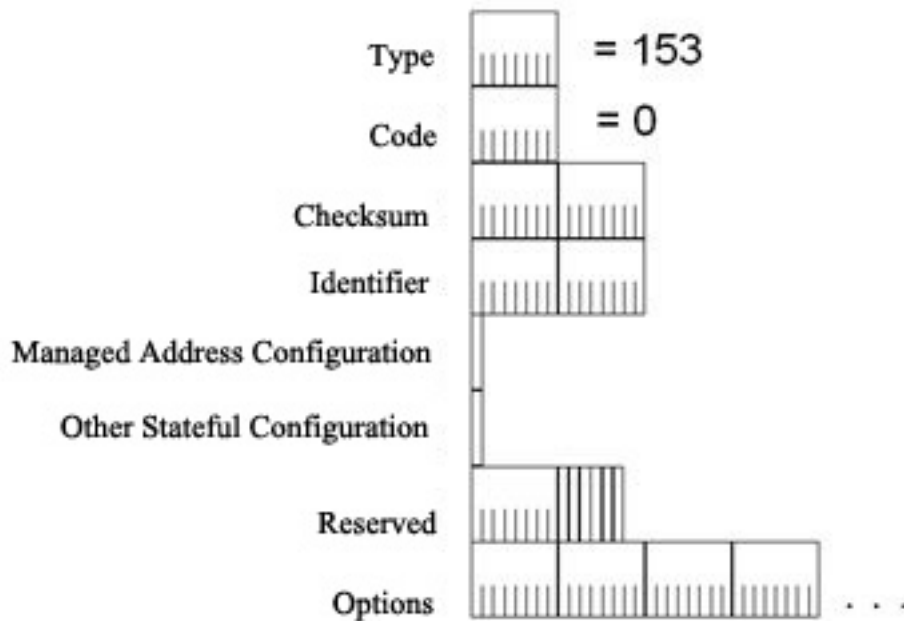 Type = 153
Code = 0
Checksum
Identifier
Managed Address Configuration
Other Stateful Configuration
Reserved
Options . . .